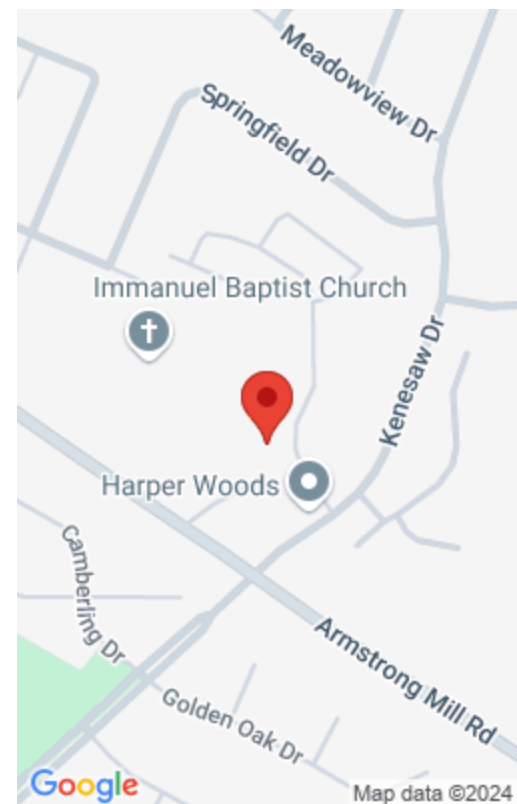 Meadowview Dr
Springfield Dr
Immanuel Baptist Church
Kenesaw Dr
Harper Woods
Camberling Dr
Armstrong Mill Rd
Golden Oak Dr
Google
Map data ©2024